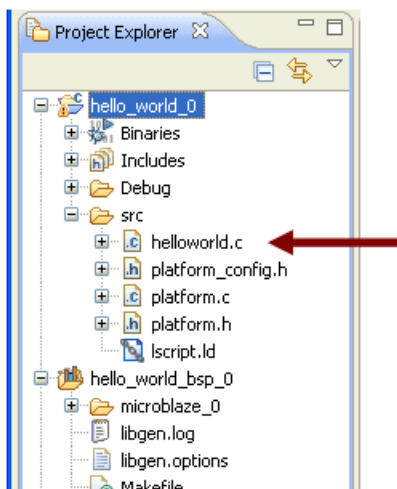 Project Explorer
hello_world_0
Binaries
Includes
Debug
src
helloworld.c
platform_config.h
platform.c
platform.h
lscript.ld
hello_world_bsp_0
microblaze_0
libgen.log
libgen.options
Makefile